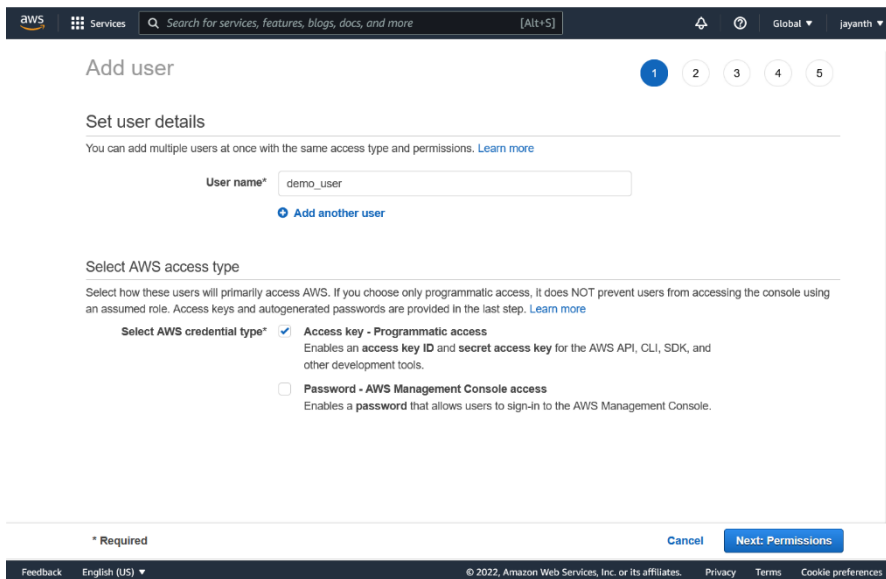 aws
Services
Search for services, features, blogs, docs, and more
[Alt+S]
Global ▼
jayanth ▼
Add user
1
2
3
4
5
Set user details
You can add multiple users at once with the same access type and permissions. Learn more
User name*
demo_user
Add another user
Select AWS access type
Select how these users will primarily access AWS. If you choose only programmatic access, it does NOT prevent users from accessing the console using
an assumed role. Access keys and autogenerated passwords are provided in the last step. Learn more
Select AWS credential type*
Access key - Programmatic access
Enables an access key ID and secret access key for the AWS API, CLI, SDK, and
other development tools.
Password - AWS Management Console access
Enables a password that allows users to sign-in to the AWS Management Console.
* Required
Cancel
Next: Permissions
Feedback
English (US) ▼
© 2022, Amazon Web Services, Inc. or its affiliates.
Privacy
Terms
Cookie preferences